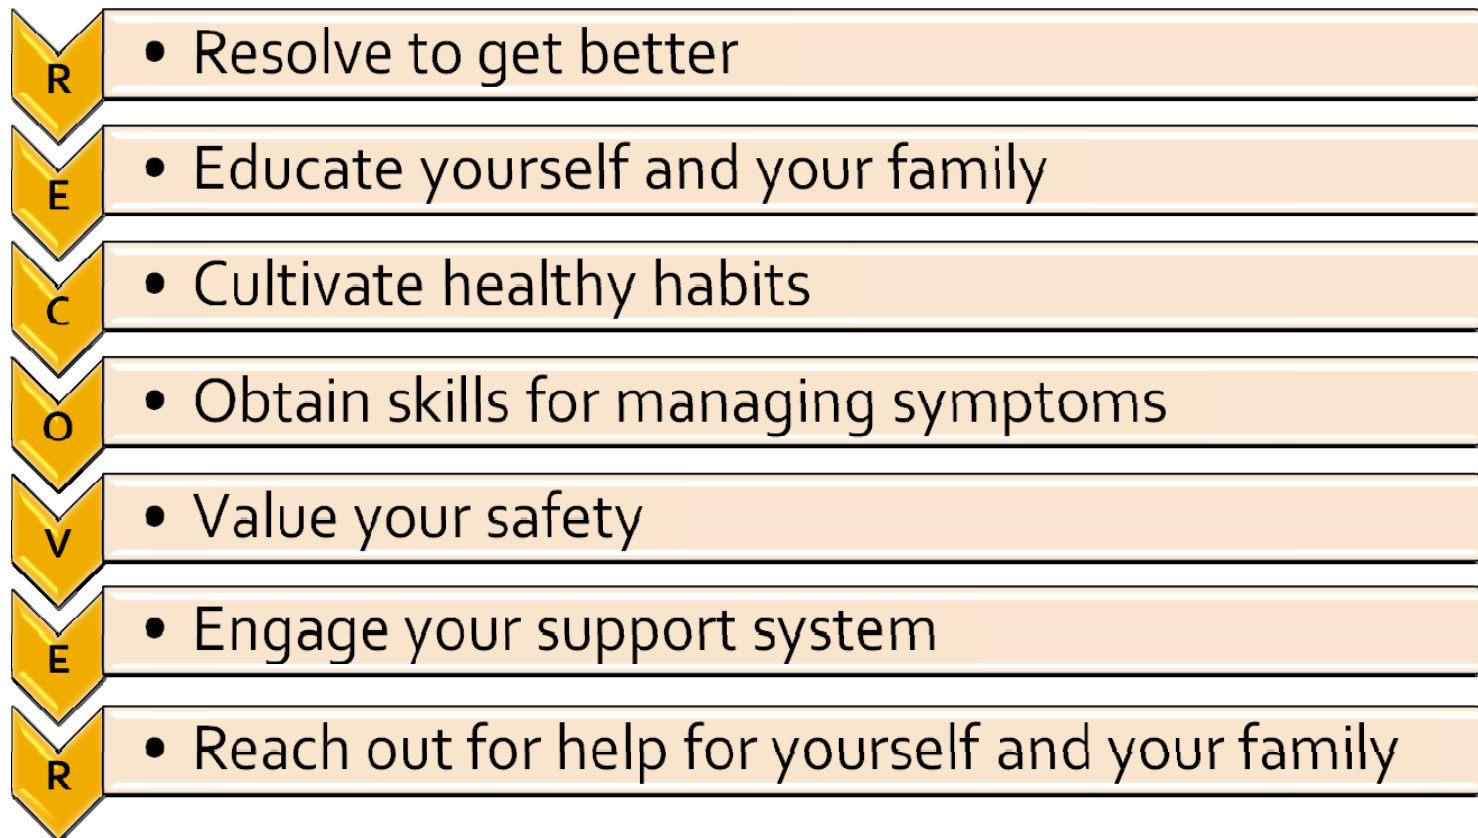 R
• Resolve to get better
E
• Educate yourself and your family
C
• Cultivate healthy habits
O
• Obtain skills for managing symptoms
V
• Value your safety
E
• Engage your support system
R
• Reach out for help for yourself and your family